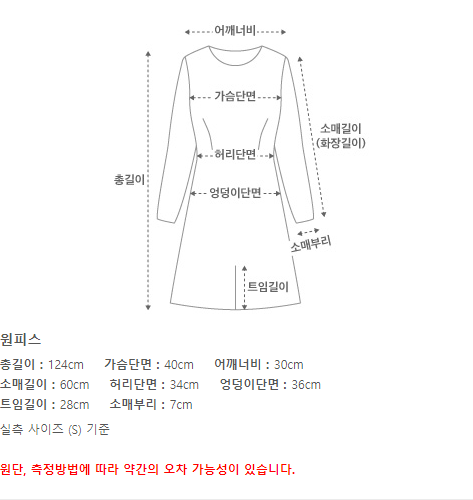 어깨너비
가슴단면
소매길이
(화장길이)
허리단면
총길이
엉덩이단면
소매부리
트임길이
원피스
총길이 : 124cm 가슴단면 : 40cm 어깨너비 : 30cm
소매길이 : 60cm 허리단면 : 34cm 엉덩이단면 : 36cm
트임길이 : 28cm 소매부리 : 7cm
실측 사이즈 (S) 기준
원단, 측정방법에 따라 약간의 오차 가능성이 있습니다.